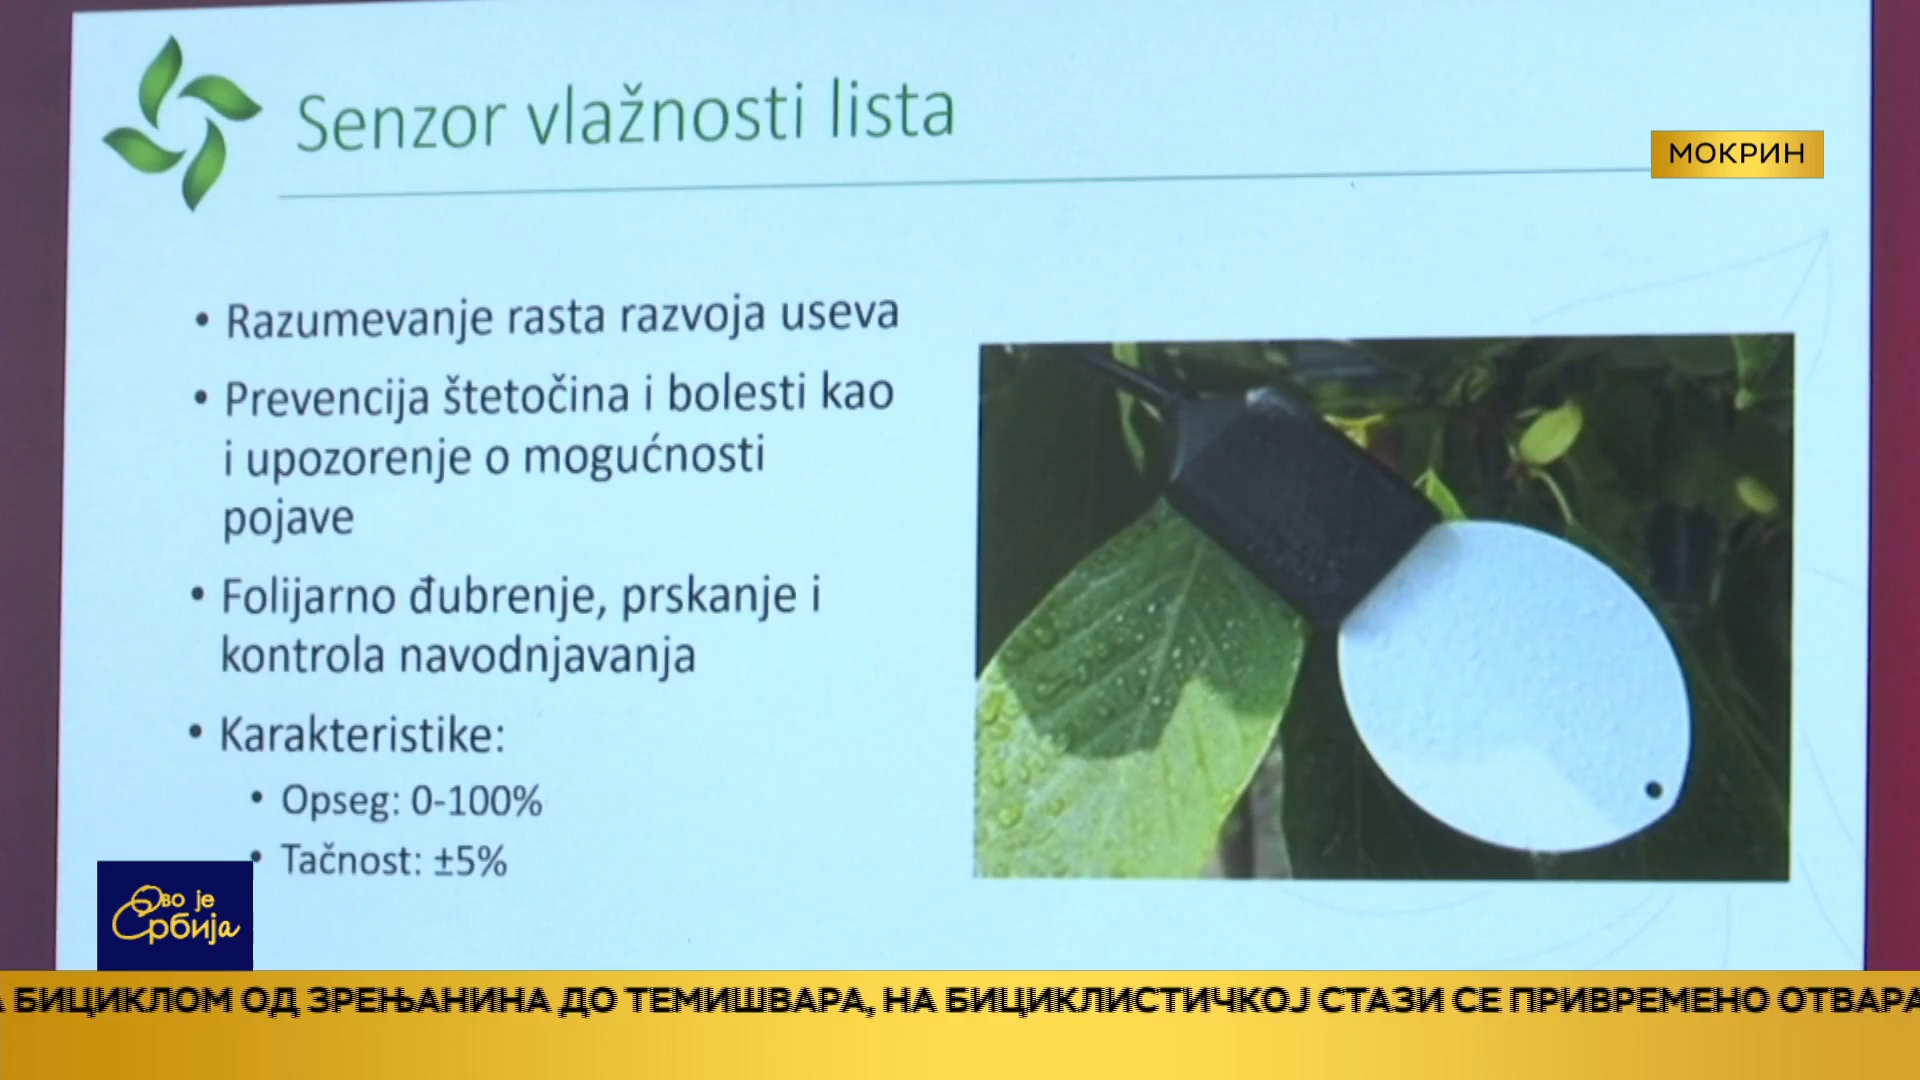 Senzor vlažnosti lista
МОКРИН
• Razumevanje rasta razvoja useva
• Prevencija štetočina i bolesti kao
i upozorenje o mogućnosti
pojave
• Folijarno đubrenje, prskanje i
kontrola navodnjavanja
• Karakteristike:
• Opseg: 0-100%
• Tačnost: ±5%
Ово је
Србија
А БИЦИКЛОМ ОД ЗРЕЊАНИНА ДО ТЕМИШВАРА, НА БИЦИКЛИСТИЧКОЈ СТАЗИ СЕ ПРИВРЕМЕНО ОТВАРА